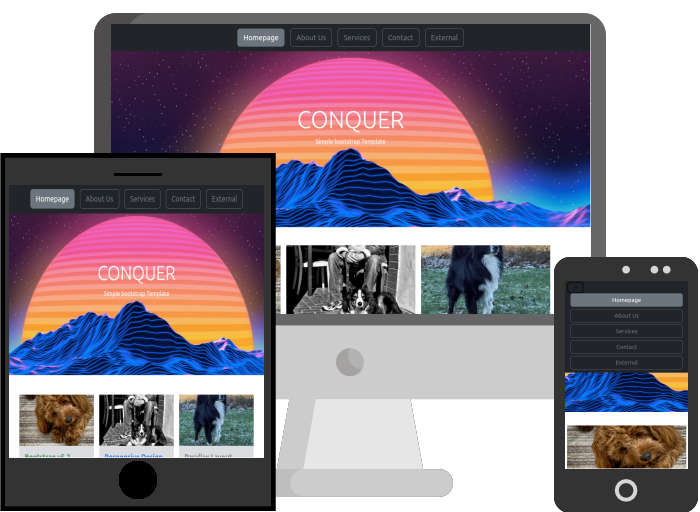 Homepage About Us Services Contact External
CONQUER
Simple bootstrap Template
Homepage About Us Services Contact External
CONQUER
Simple bootstrap Template
Bootstrap v5.2 Responsive Design Parallax Layout
Homepage
About Us
Services
Contact
External